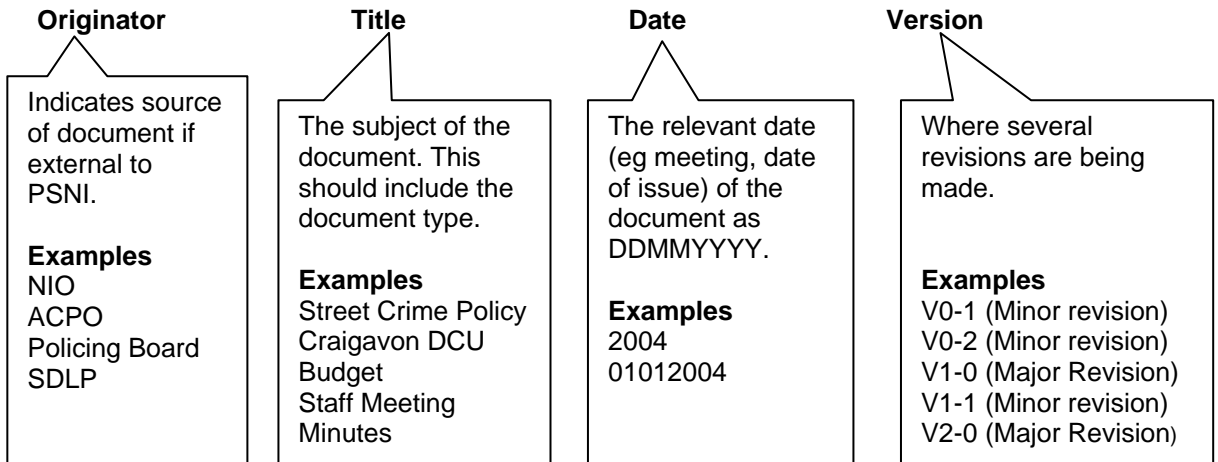 Originator
Title
Date
Version
Indicates source
of document if
external to
PSNI.
Examples
NIO
ACPO
Policing Board
SDLP
The subject of the
document. This
should include the
document type.
Examples
Street Crime Policy
Craigavon DCU
Budget
Staff Meeting
Minutes
The relevant date
(eg meeting, date
of issue) of the
document as
DDMMYYYY.
Examples
2004
01012004
Where several
revisions are being
made.
Examples
V0-1 (Minor revision)
V0-2 (Minor revision)
V1-0 (Major Revision)
V1-1 (Minor revision)
V2-0 (Major Revision)